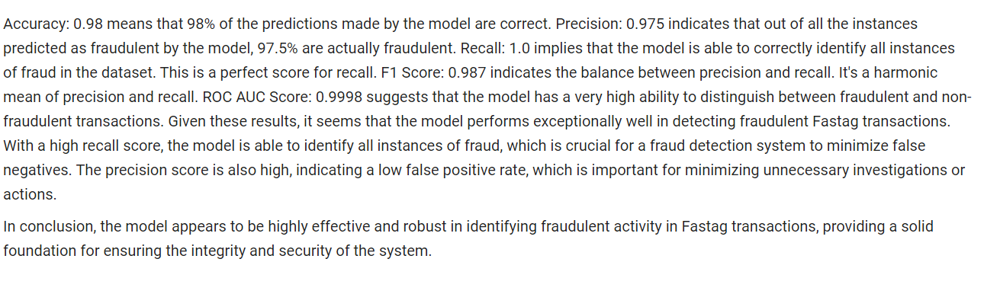 Accuracy: 0.98 means that 98% of the predictions made by the model are correct. Precision: 0.975 indicates that out of all the instances
predicted as fraudulent by the model, 97.5% are actually fraudulent. Recall: 1.0 implies that the model is able to correctly identify all instances
of fraud in the dataset. This is a perfect score for recall. F1 Score: 0.987 indicates the balance between precision and recall. It's a harmonic
mean of precision and recall. ROC AUC Score: 0.9998 suggests that the model has a very high ability to distinguish between fraudulent and non-
fraudulent transactions. Given these results, it seems that the model performs exceptionally well in detecting fraudulent Fastag transactions.
With a high recall score, the model is able to identify all instances of fraud, which is crucial for a fraud detection system to minimize false
negatives. The precision score is also high, indicating a low false positive rate, which is important for minimizing unnecessary investigations or
actions.
In conclusion, the model appears to be highly effective and robust in identifying fraudulent activity in Fastag transactions, providing a solid
foundation for ensuring the integrity and security of the system.